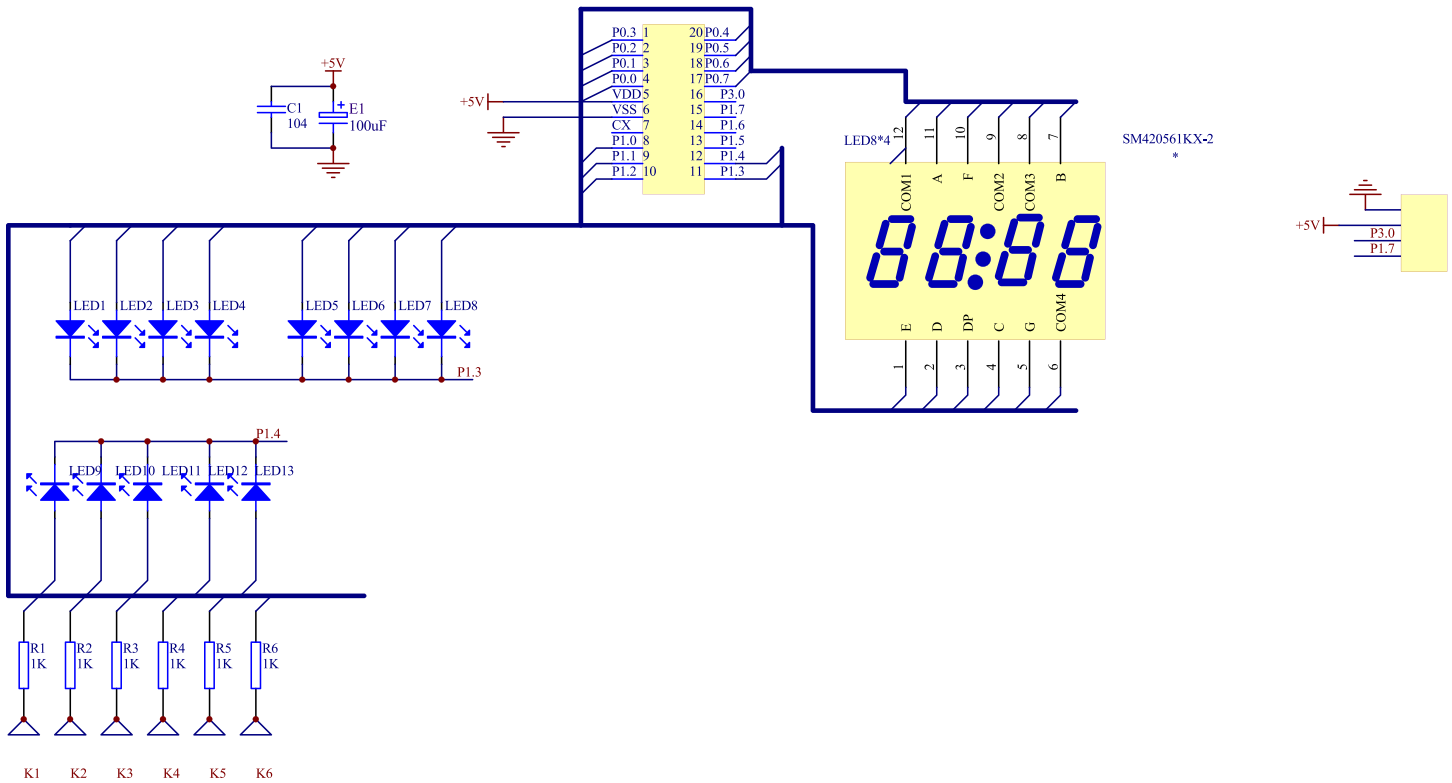 P0.3 1 20 P0.4
P0.2 2 19 P0.5
P0.1 3 18 P0.6
P0.0 4 17 P0.7
VDD 5 16 P3.0
VSS 6 15 P1.7
CX 7 14 P1.6
P1.0 8 13 P1.5
P1.1 9 12 P1.4
P1.2 10 11 P1.3
+5V
+5V
C1
104
E1
100uF
LED8*4
SM420561KX-2
*
12 11 10 9 8 7
COM1 A F COM2 COM3 B
E D DP C G COM4
1 2 3 4 5 6
+5V
P3.0
P1.7
LED1 LED2 LED3 LED4 LED5 LED6 LED7 LED8
P1.3
P1.4
LED9 LED10 LED11 LED12 LED13
R1 R2 R3 R4 R5 R6
1K 1K 1K 1K 1K 1K
K1 K2 K3 K4 K5 K6